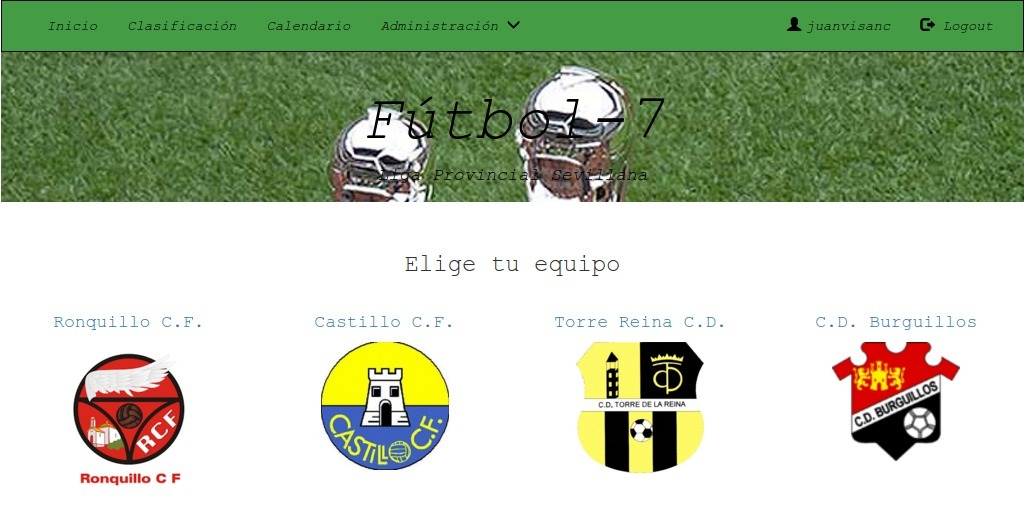 Inicio Clasificación Calendario Administración juanvisanc Logout
Fútbol-7
Liga Provincial Sevillana
Elige tu equipo
Ronquillo C.F. Castillo C.F. Torre Reina C.D. C.D. Burguillos
RCF
Ronquillo C F
CASTILLO C.F.
C.D. TORRE DE LA REINA
C.D. BURGUILLOS